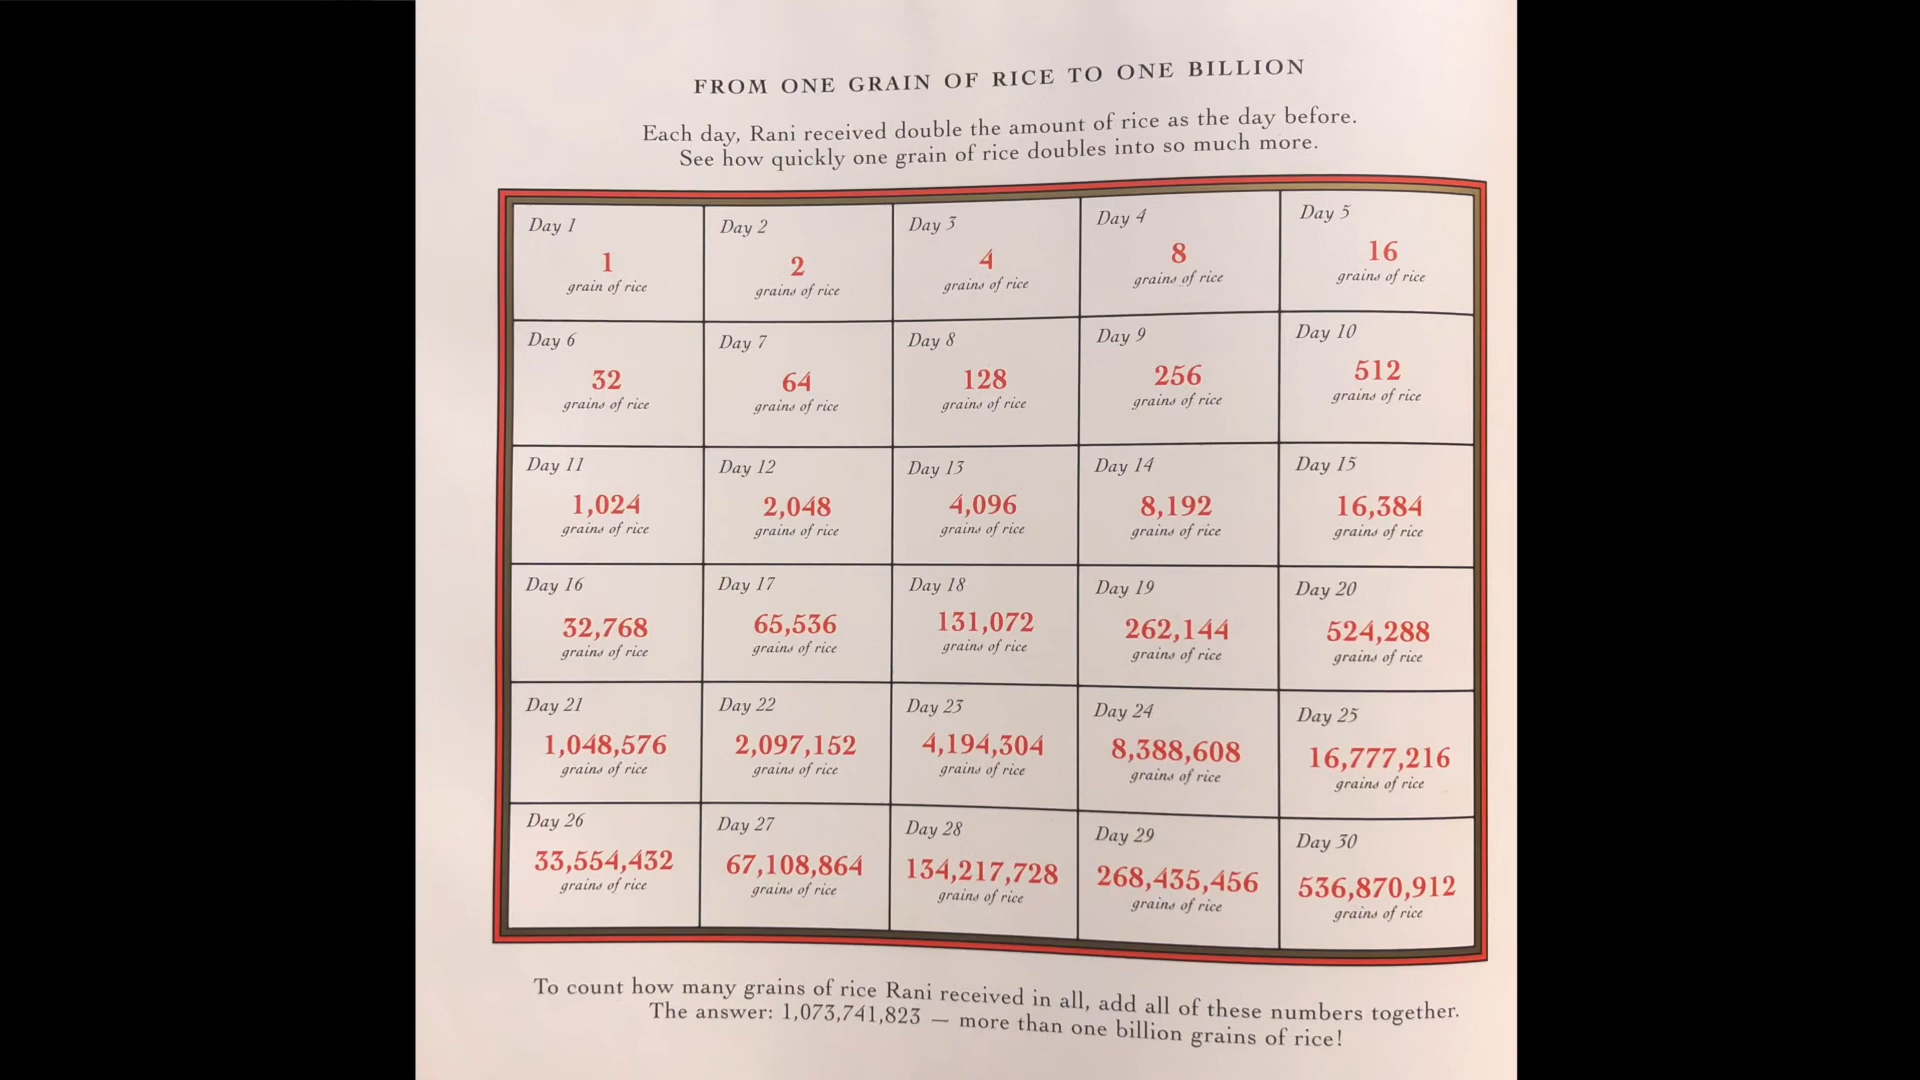 FROM ONE GRAIN OF RICE TO ONE BILLION
Each day, Rani received double the amount of rice as the day before.
See how quickly one grain of rice doubles into so much more.
Day 1
1
grain of rice
Day 2
2
grains of rice
Day 3
4
grains of rice
Day 4
8
grains of rice
Day 5
16
grains of rice
Day 6
32
grains of rice
Day 7
64
grains of rice
Day 8
128
grains of rice
Day 9
256
grains of rice
Day 10
512
grains of rice
Day 11
1,024
grains of rice
Day 12
2,048
grains of rice
Day 13
4,096
grains of rice
Day 14
8,192
grains of rice
Day 15
16,384
grains of rice
Day 16
32,768
grains of rice
Day 17
65,536
grains of rice
Day 18
131,072
grains of rice
Day 19
262,144
grains of rice
Day 20
524,288
grains of rice
Day 21
1,048,576
grains of rice
Day 22
2,097,152
grains of rice
Day 23
4,194,304
grains of rice
Day 24
8,388,608
grains of rice
Day 25
16,777,216
grains of rice
Day 26
33,554,432
grains of rice
Day 27
67,108,864
grains of rice
Day 28
134,217,728
grains of rice
Day 29
268,435,456
grains of rice
Day 30
536,870,912
grains of rice
To count how many grains of rice Rani received in all, add all of these numbers together.
The answer: 1,073,741,823 — more than one billion grains of rice!